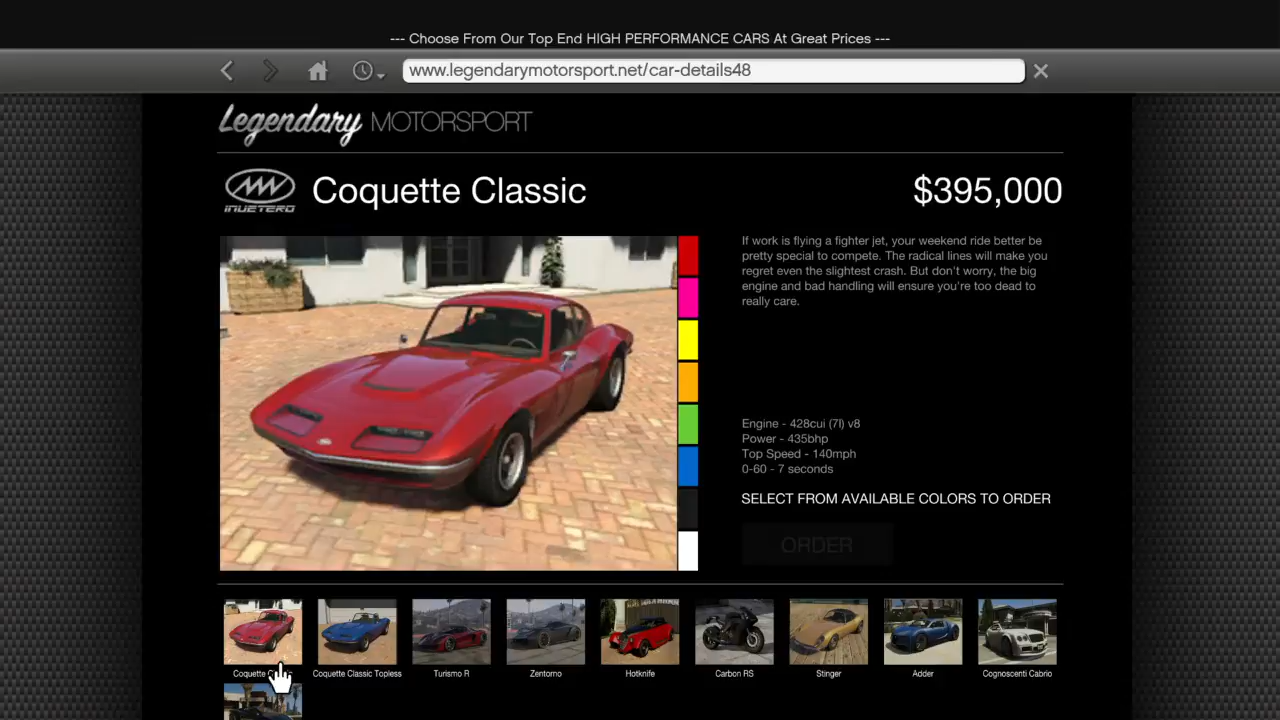 --- Choose From Our Top End HIGH PERFORMANCE CARS At Great Prices ---
www.legendarymotorsport.net/car-details48
Legendary MOTORSPORT
INVETERO
Coquette Classic
$395,000
If work is flying a fighter jet, your weekend ride better be
pretty special to compete. The radical lines will make you
regret even the slightest crash. But don't worry, the big
engine and bad handling will ensure you're too dead to
really care.
Engine - 428cui (7l) v8
Power - 435bhp
Top Speed - 140mph
0-60 - 7 seconds
SELECT FROM AVAILABLE COLORS TO ORDER
ORDER
Coquette
Coquette Classic Topless
Turismo R
Zentorno
Hotknife
Carbon RS
Stinger
Adder
Cognoscenti Cabrio